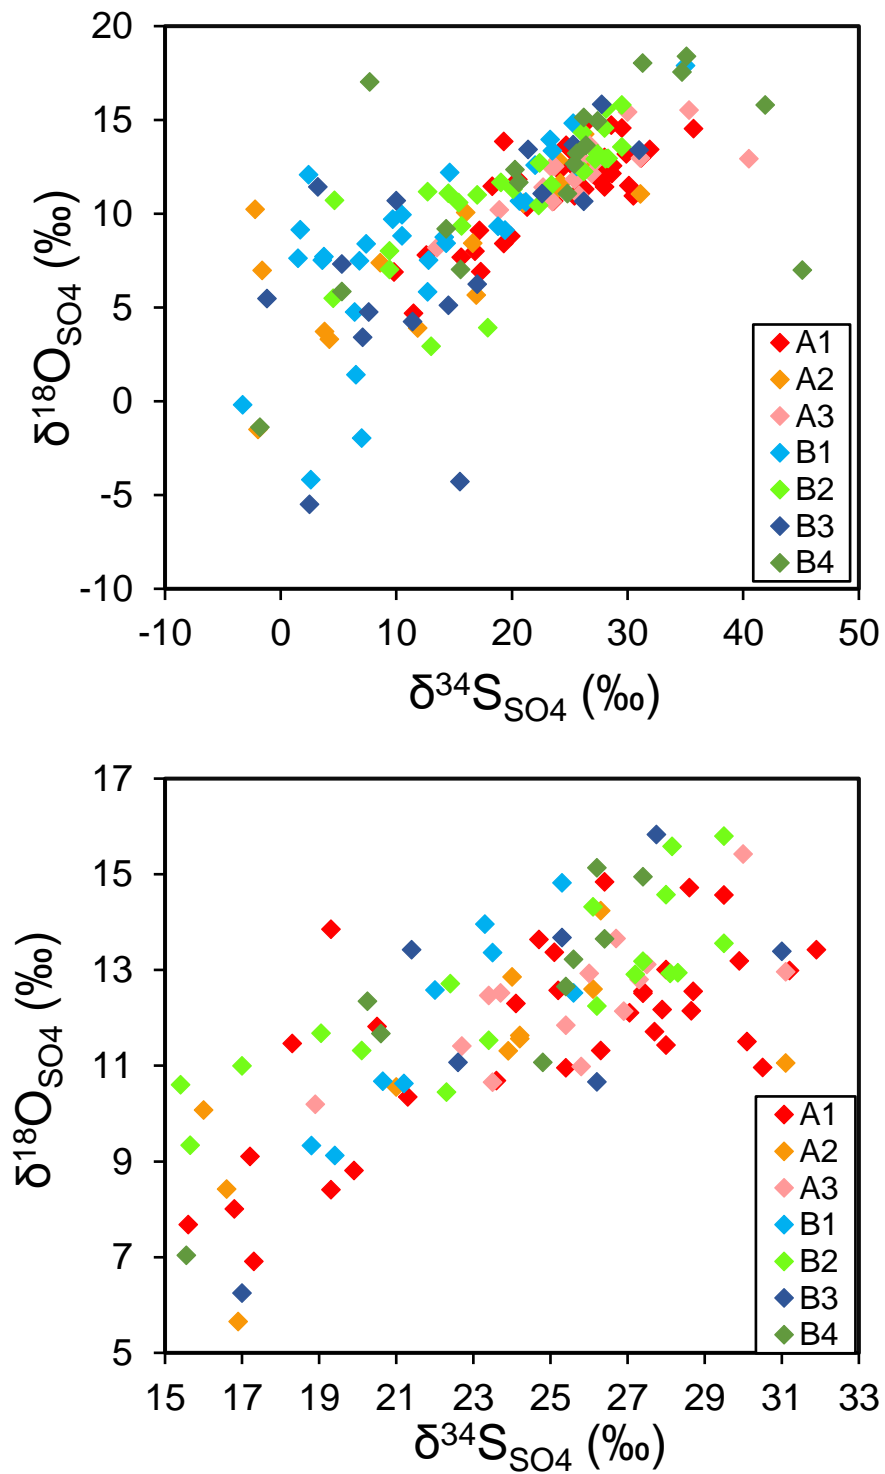 20
15
10
5
0
-5
-10
-10 0 10 20 30 40 50
δ18OSO4 (‰)
δ34SSO4 (‰)
A1
A2
A3
B1
B2
B3
B4
17
15
13
11
9
7
5
15 17 19 21 23 25 27 29 31 33
δ18OSO4 (‰)
δ34SSO4 (‰)
A1
A2
A3
B1
B2
B3
B4